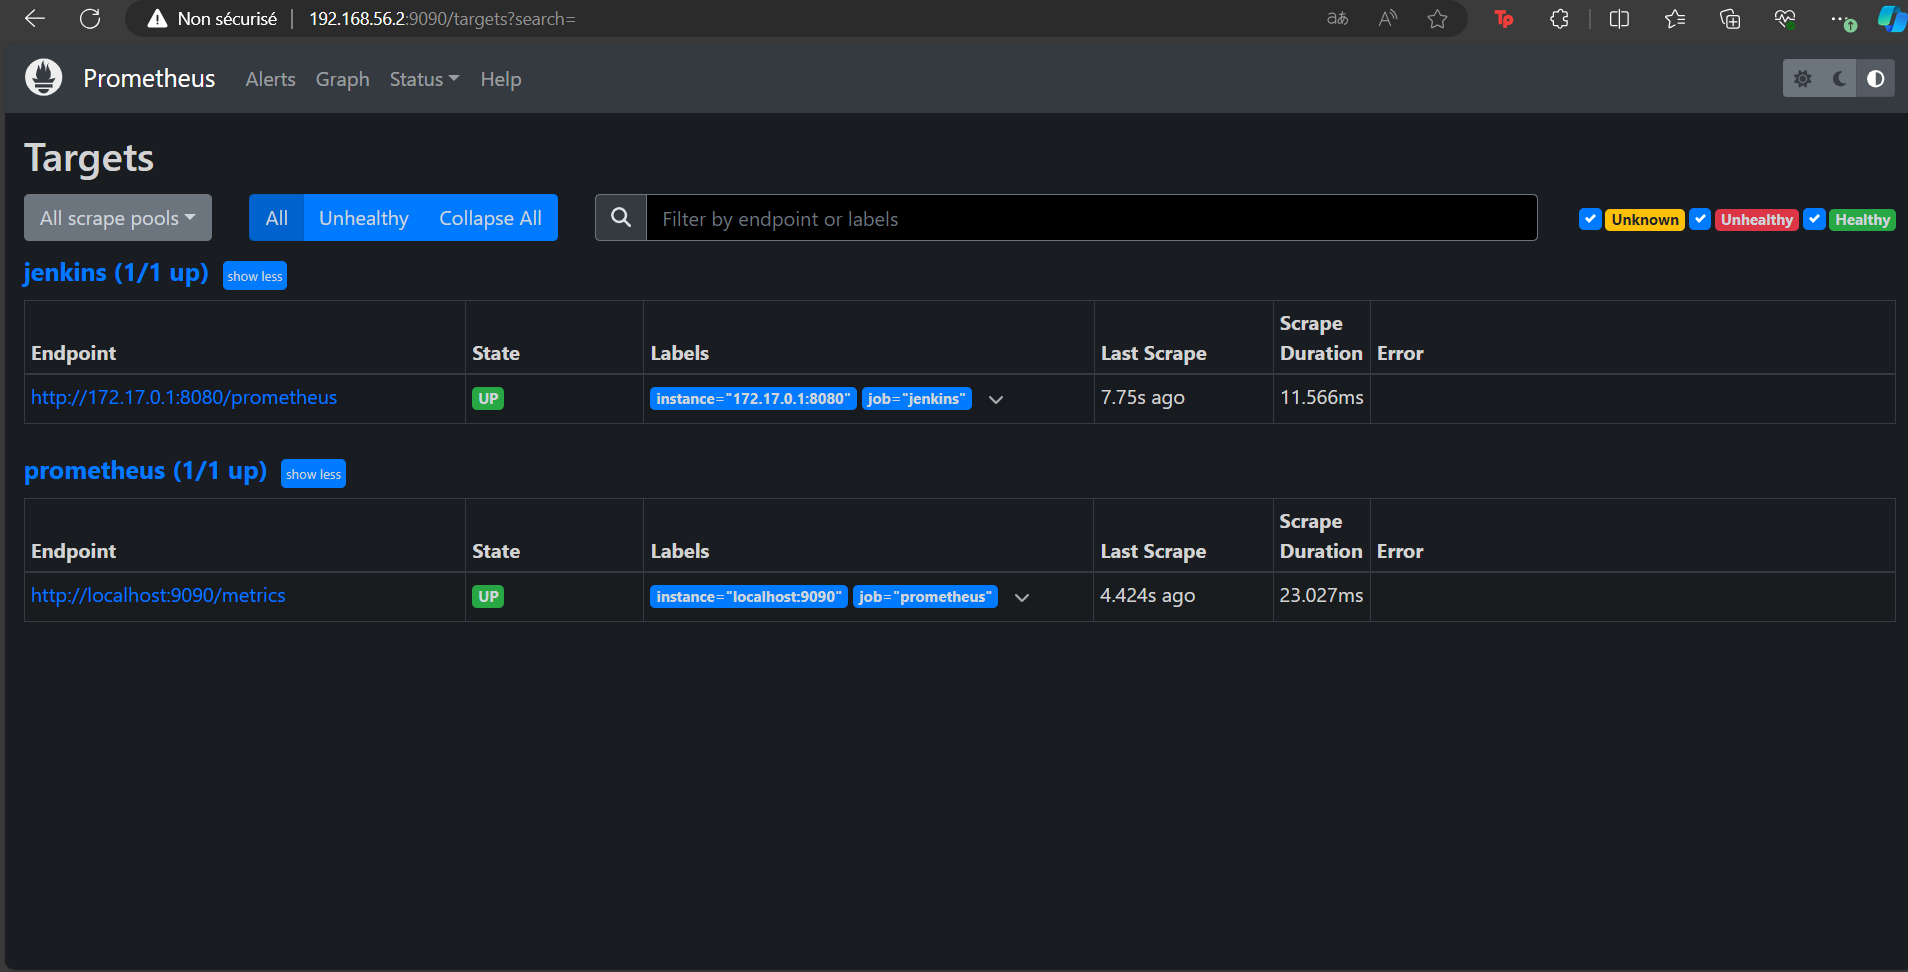 Non sécurisé 192.168.56.2:9090/targets?search=
Prometheus Alerts Graph Status Help
Targets
All scrape pools All Unhealthy Collapse All Filter by endpoint or labels Unknown Unhealthy Healthy
jenkins (1/1 up) show less
Endpoint State Labels Last Scrape Scrape Duration Error
http://172.17.0.1:8080/prometheus UP instance="172.17.0.1:8080" job="jenkins" 7.75s ago 11.566ms
prometheus (1/1 up) show less
Endpoint State Labels Last Scrape Scrape Duration Error
http://localhost:9090/metrics UP instance="localhost:9090" job="prometheus" 4.424s ago 23.027ms